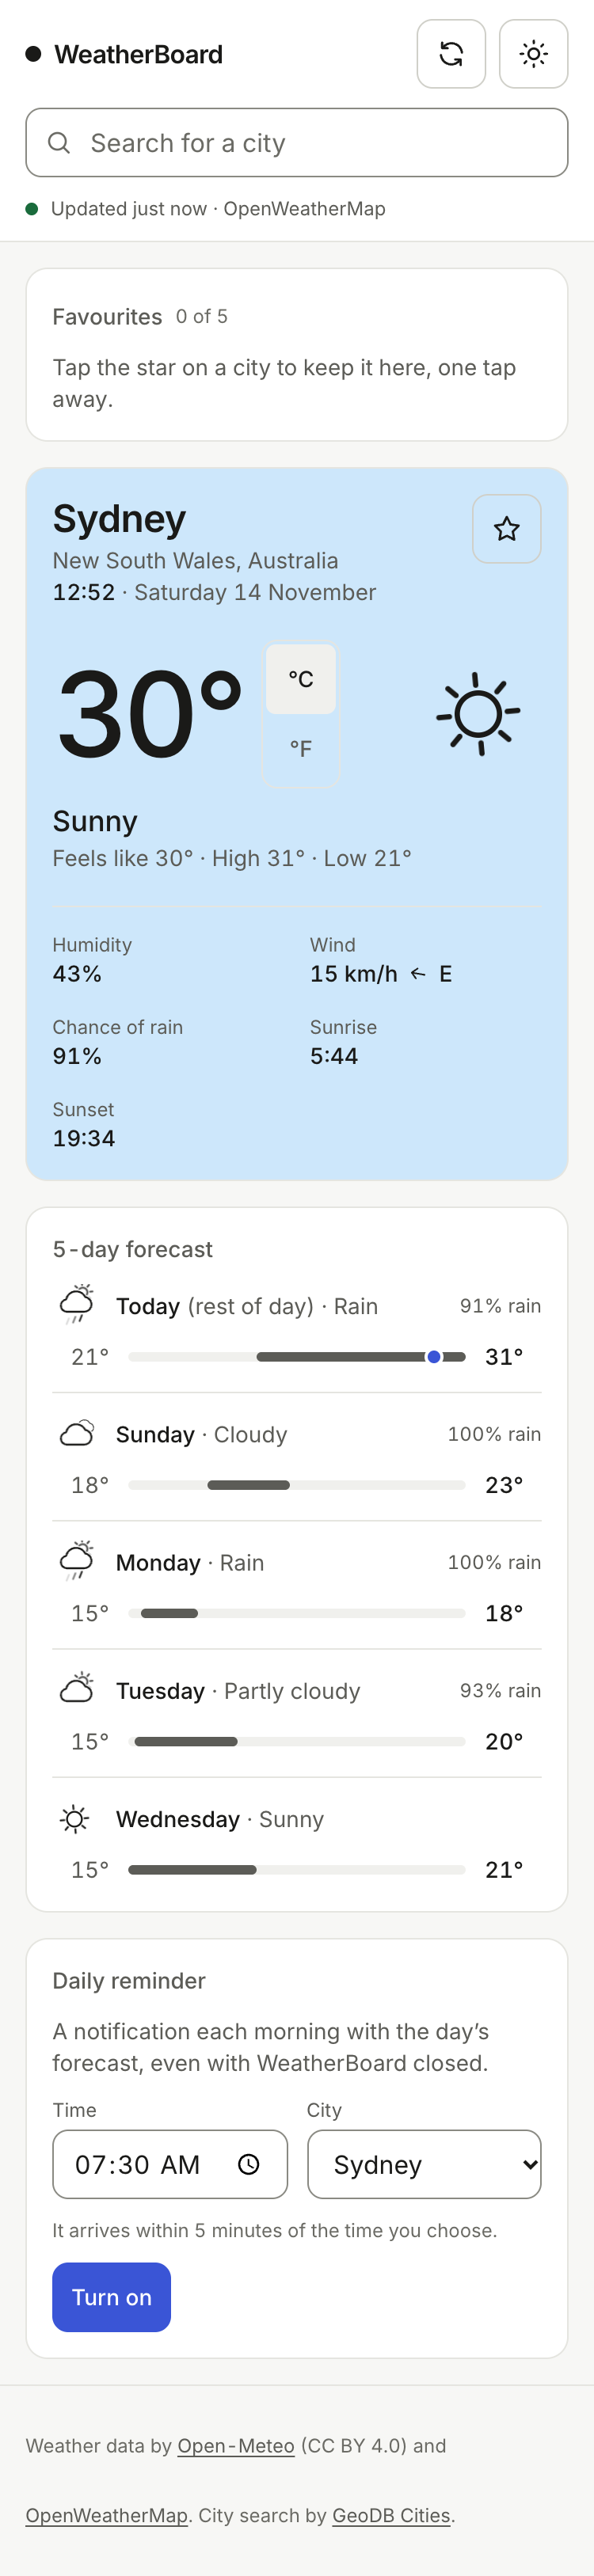 WeatherBoard
Search for a city
Updated just now · OpenWeatherMap
Favourites 0 of 5
Tap the star on a city to keep it here, one tap
away.
Sydney
New South Wales, Australia
12:52 · Saturday 14 November
30° °C
°F
Sunny
Feels like 30° · High 31° · Low 21°
Humidity Wind
43% 15 km/h ← E
Chance of rain Sunrise
91% 5:44
Sunset
19:34
5-day forecast
Today (rest of day) · Rain 91% rain
21° 31°
Sunday · Cloudy 100% rain
18° 23°
Monday · Rain 100% rain
15° 18°
Tuesday · Partly cloudy 93% rain
15° 20°
Wednesday · Sunny
15° 21°
Daily reminder
A notification each morning with the day’s
forecast, even with WeatherBoard closed.
Time City
07:30 AM Sydney
It arrives within 5 minutes of the time you choose.
Turn on
Weather data by Open-Meteo (CC BY 4.0) and
OpenWeatherMap. City search by GeoDB Cities.